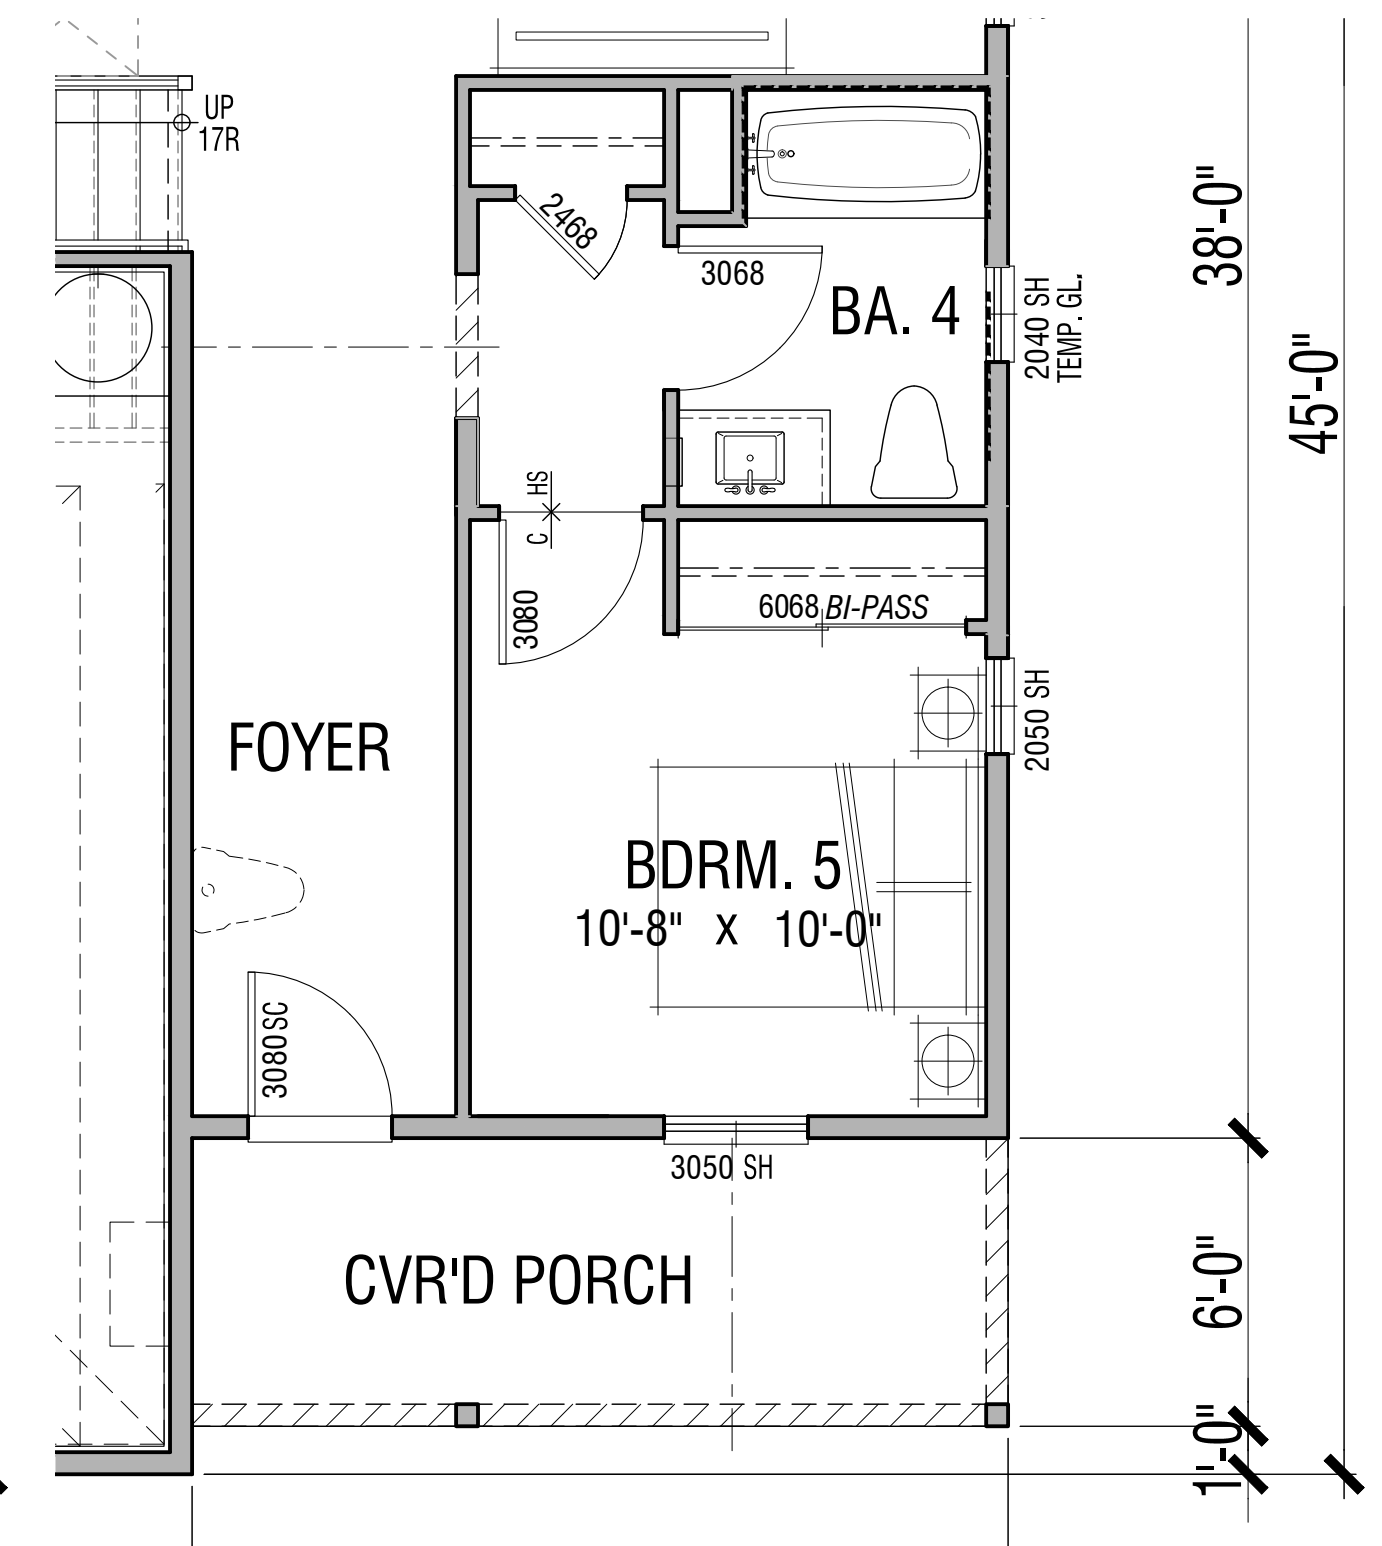 UP
17R
2468
3068
BA. 4
2040 SH
TEMP. GL.
38'-0"
45'-0"
HS
C
3080
6068 BI-PASS
2050 SH
FOYER
BDRM. 5
10'-8" X 10'-0"
3080SC
3050 SH
CVR'D PORCH
6'-0"
1'-0"